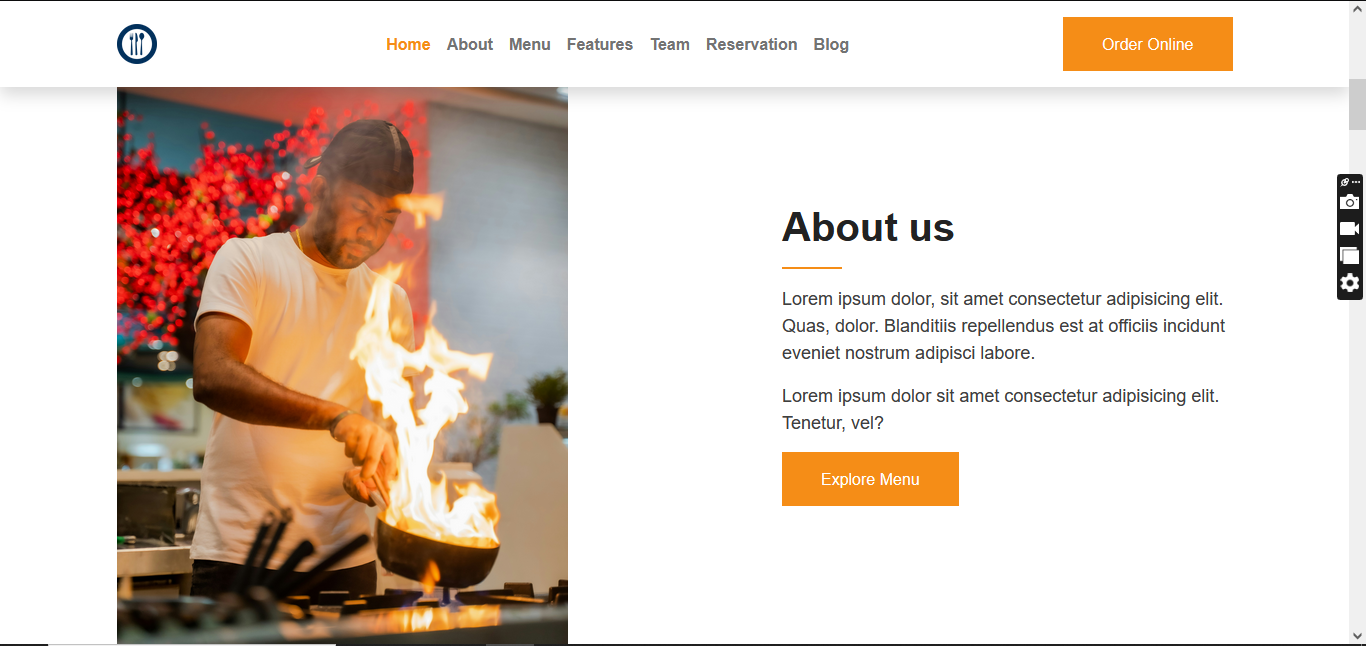 Home About Menu Features Team Reservation Blog Order Online
About us
Lorem ipsum dolor, sit amet consectetur adipisicing elit.
Quas, dolor. Blanditiis repellendus est at officiis incidunt
eveniet nostrum adipisci labore.
Lorem ipsum dolor sit amet consectetur adipisicing elit.
Tenetur, vel?
Explore Menu